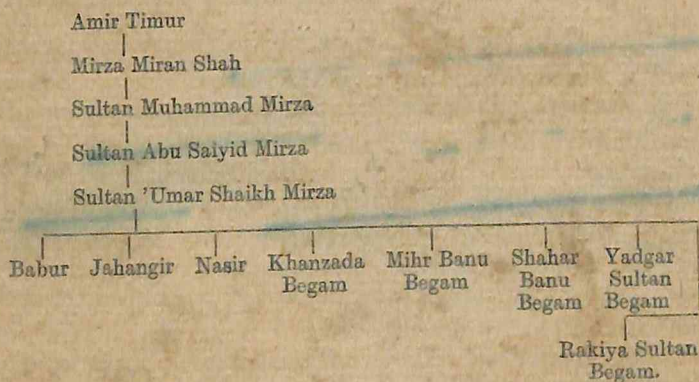 Amir Timur
Mirza Miran Shah
Sultan Muhammad Mirza
Sultan Abu Saiyid Mirza
Sultan 'Umar Shaikh Mirza
Babur Jahangir Nasir Khanzada Mihr Banu Shahar Yadgar
Begam Begam Banu Sultan
Begam Begam
Rakiya Sultan
Begam.